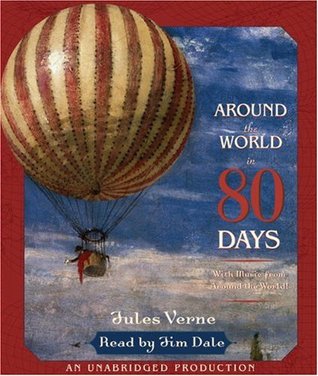 AROUND
the
WORLD
in
80
DAYS
With Music from
Around the World!
Jules Verne
Read by Jim Dale
AN UNABRIDGED PRODUCTION